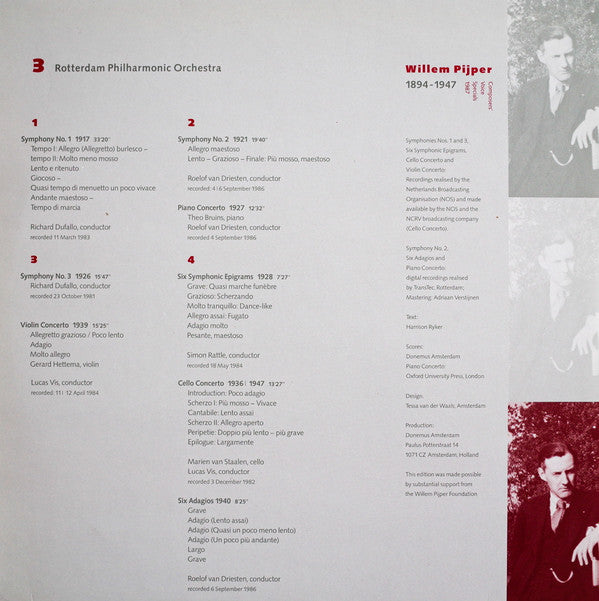 3 Rotterdam Philharmonic Orchestra
Willem Pijper
1894-1947
Composers'
Voice
Specials
1987
1
Symphony No. 1 1917 33'20"
Tempo I: Allegro (Allegretto) burlesco –
tempo II: Molto meno mosso
Lento e ritenuto
Giocoso –
Quasi tempo di menuetto un poco vivace
Andante maestoso –
Tempo di marcia
Richard Dufallo, conductor
recorded 11 March 1983
3
Symphony No. 3 1926 15'47"
Richard Dufallo, conductor
recorded 23 October 1981
Violin Concerto 1939 15'25"
Allegretto grazioso / Poco lento
Adagio
Molto allegro
Gerard Hettema, violin
Lucas Vis, conductor
recorded: 11 | 12 April 1984
2
Symphony No. 2 1921 19'40"
Allegro maestoso
Lento – Grazioso – Finale: Più mosso, maestoso
Roelof van Driesten, conductor
recorded: 4 | 6 September 1986
Piano Concerto 1927 12'32"
Theo Bruins, piano
Roelof van Driesten, conductor
recorded 4 September 1986
4
Six Symphonic Epigrams 1928 7'27"
Grave: Quasi marche funèbre
Grazioso: Scherzando
Molto tranquillo: Dance-like
Allegro assai: Fugato
Adagio molto
Pesante, maestoso
Simon Rattle, conductor
recorded 18 May 1984
Cello Concerto 1936 | 1947 13'27"
Introduction: Poco adagio
Scherzo I: Più mosso – Vivace
Cantabile: Lento assai
Scherzo II: Allegro aperto
Peripetie: Doppio più lento – più grave
Epilogue: Largamente
Marien van Staalen, cello
Lucas Vis, conductor
recorded 3 December 1982
Six Adagios 1940 8'25"
Grave
Adagio (Lento assai)
Adagio (Quasi un poco meno lento)
Adagio (Un poco più andante)
Largo
Grave
Roelof van Driesten, conductor
recorded 6 September 1986
Symphonies Nos. 1 and 3,
Six Symphonic Epigrams,
Cello Concerto and
Violin Concerto:
Recordings realised by the
Netherlands Broadcasting
Organisation (NOS) and made
available by the NOS and the
NCRV broadcasting company
(Cello Concerto).
Symphony No. 2,
Six Adagios and
Piano Concerto:
digital recordings realised
by TransTec, Rotterdam;
Mastering: Adriaan Verstijnen
Text:
Harrison Ryker
Scores:
Donemus Amsterdam
Piano Concerto:
Oxford University Press, London
Design:
Tessa van der Waals, Amsterdam
Production:
Donemus Amsterdam
Paulus Potterstraat 14
1071 CZ Amsterdam, Holland
This edition was made possible
by substantial support from
the Willem Pijper Foundation